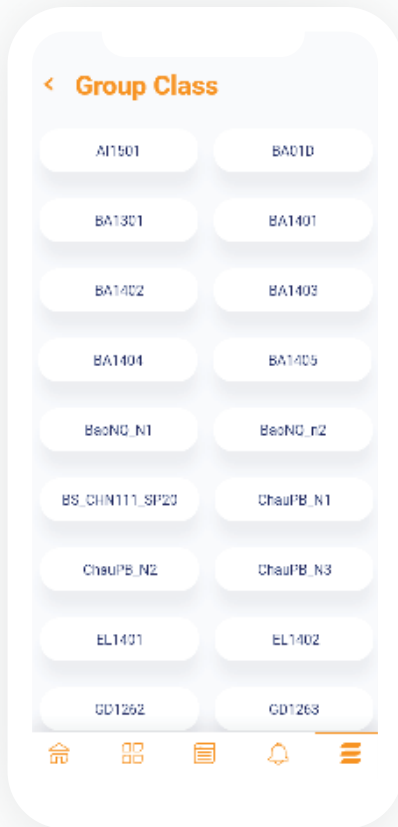 Group Class
AI1501 BA01D
BA1301 BA1401
BA1402 BA1403
BA1404 BA1405
BaoNQ_N1 BaoNQ_n2
BS_CHN111_SP20 ChauPB_N1
ChauPB_N2 ChauPB_N3
EL1401 EL1402
GD1262 GD1263